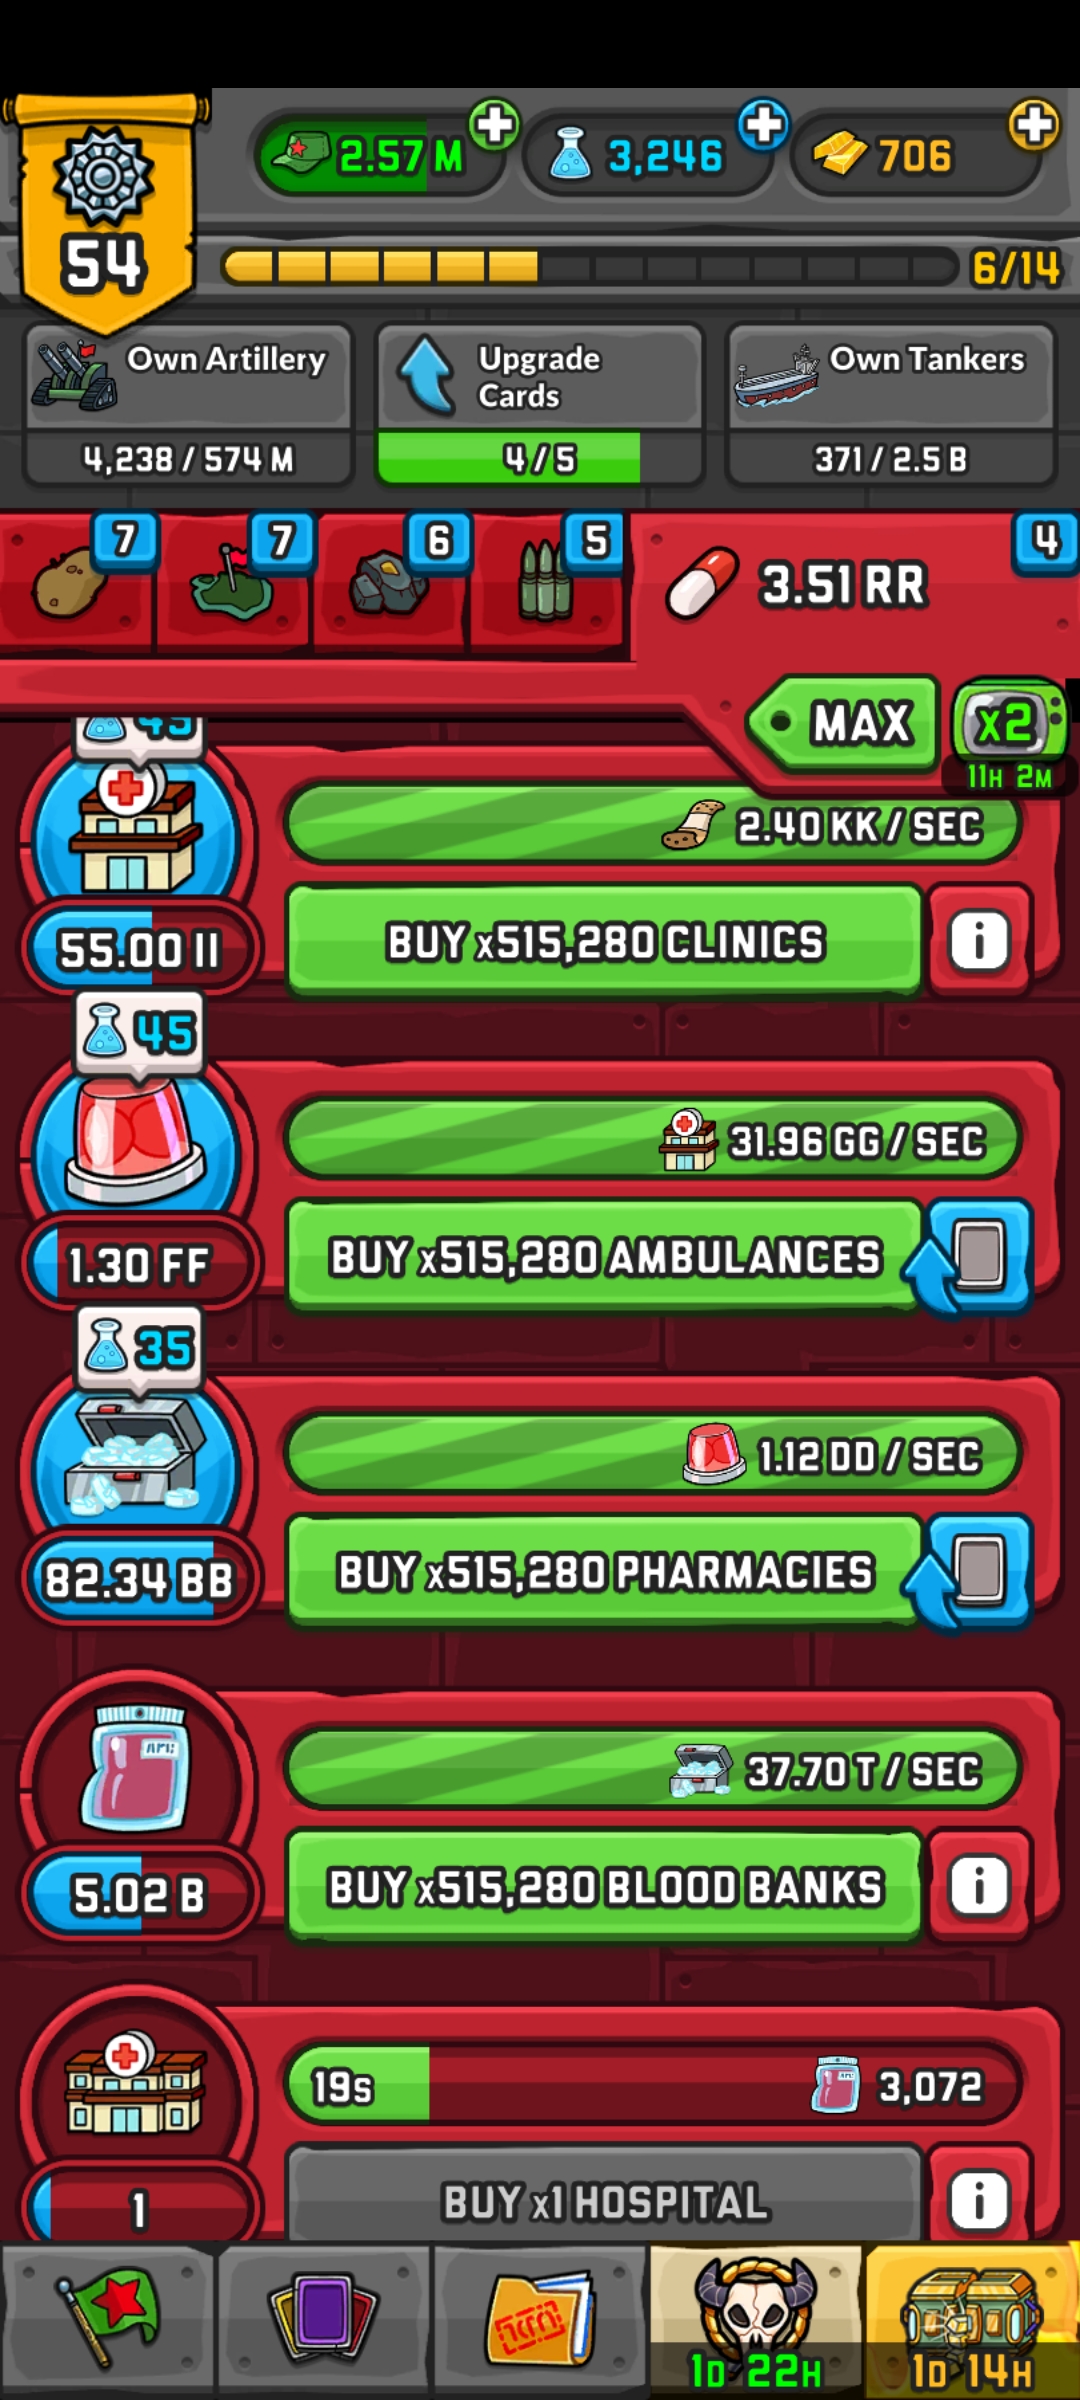 54
2.57 M
3,246
706
6/14
Own Artillery
4,238 / 574 M
Upgrade
Cards
4 / 5
Own Tankers
371 / 2.5 B
7
7
6
5
4
3.51 RR
MAX
x2
11H 2M
45
2.40 KK / SEC
55.00 II
BUY x515,280 CLINICS
45
31.96 GG / SEC
1.30 FF
BUY x515,280 AMBULANCES
35
1.12 DD / SEC
82.34 BB
BUY x515,280 PHARMACIES
37.70 T / SEC
5.02 B
BUY x515,280 BLOOD BANKS
19s
3,072
1
BUY x1 HOSPITAL
1D 22H
1D 14H